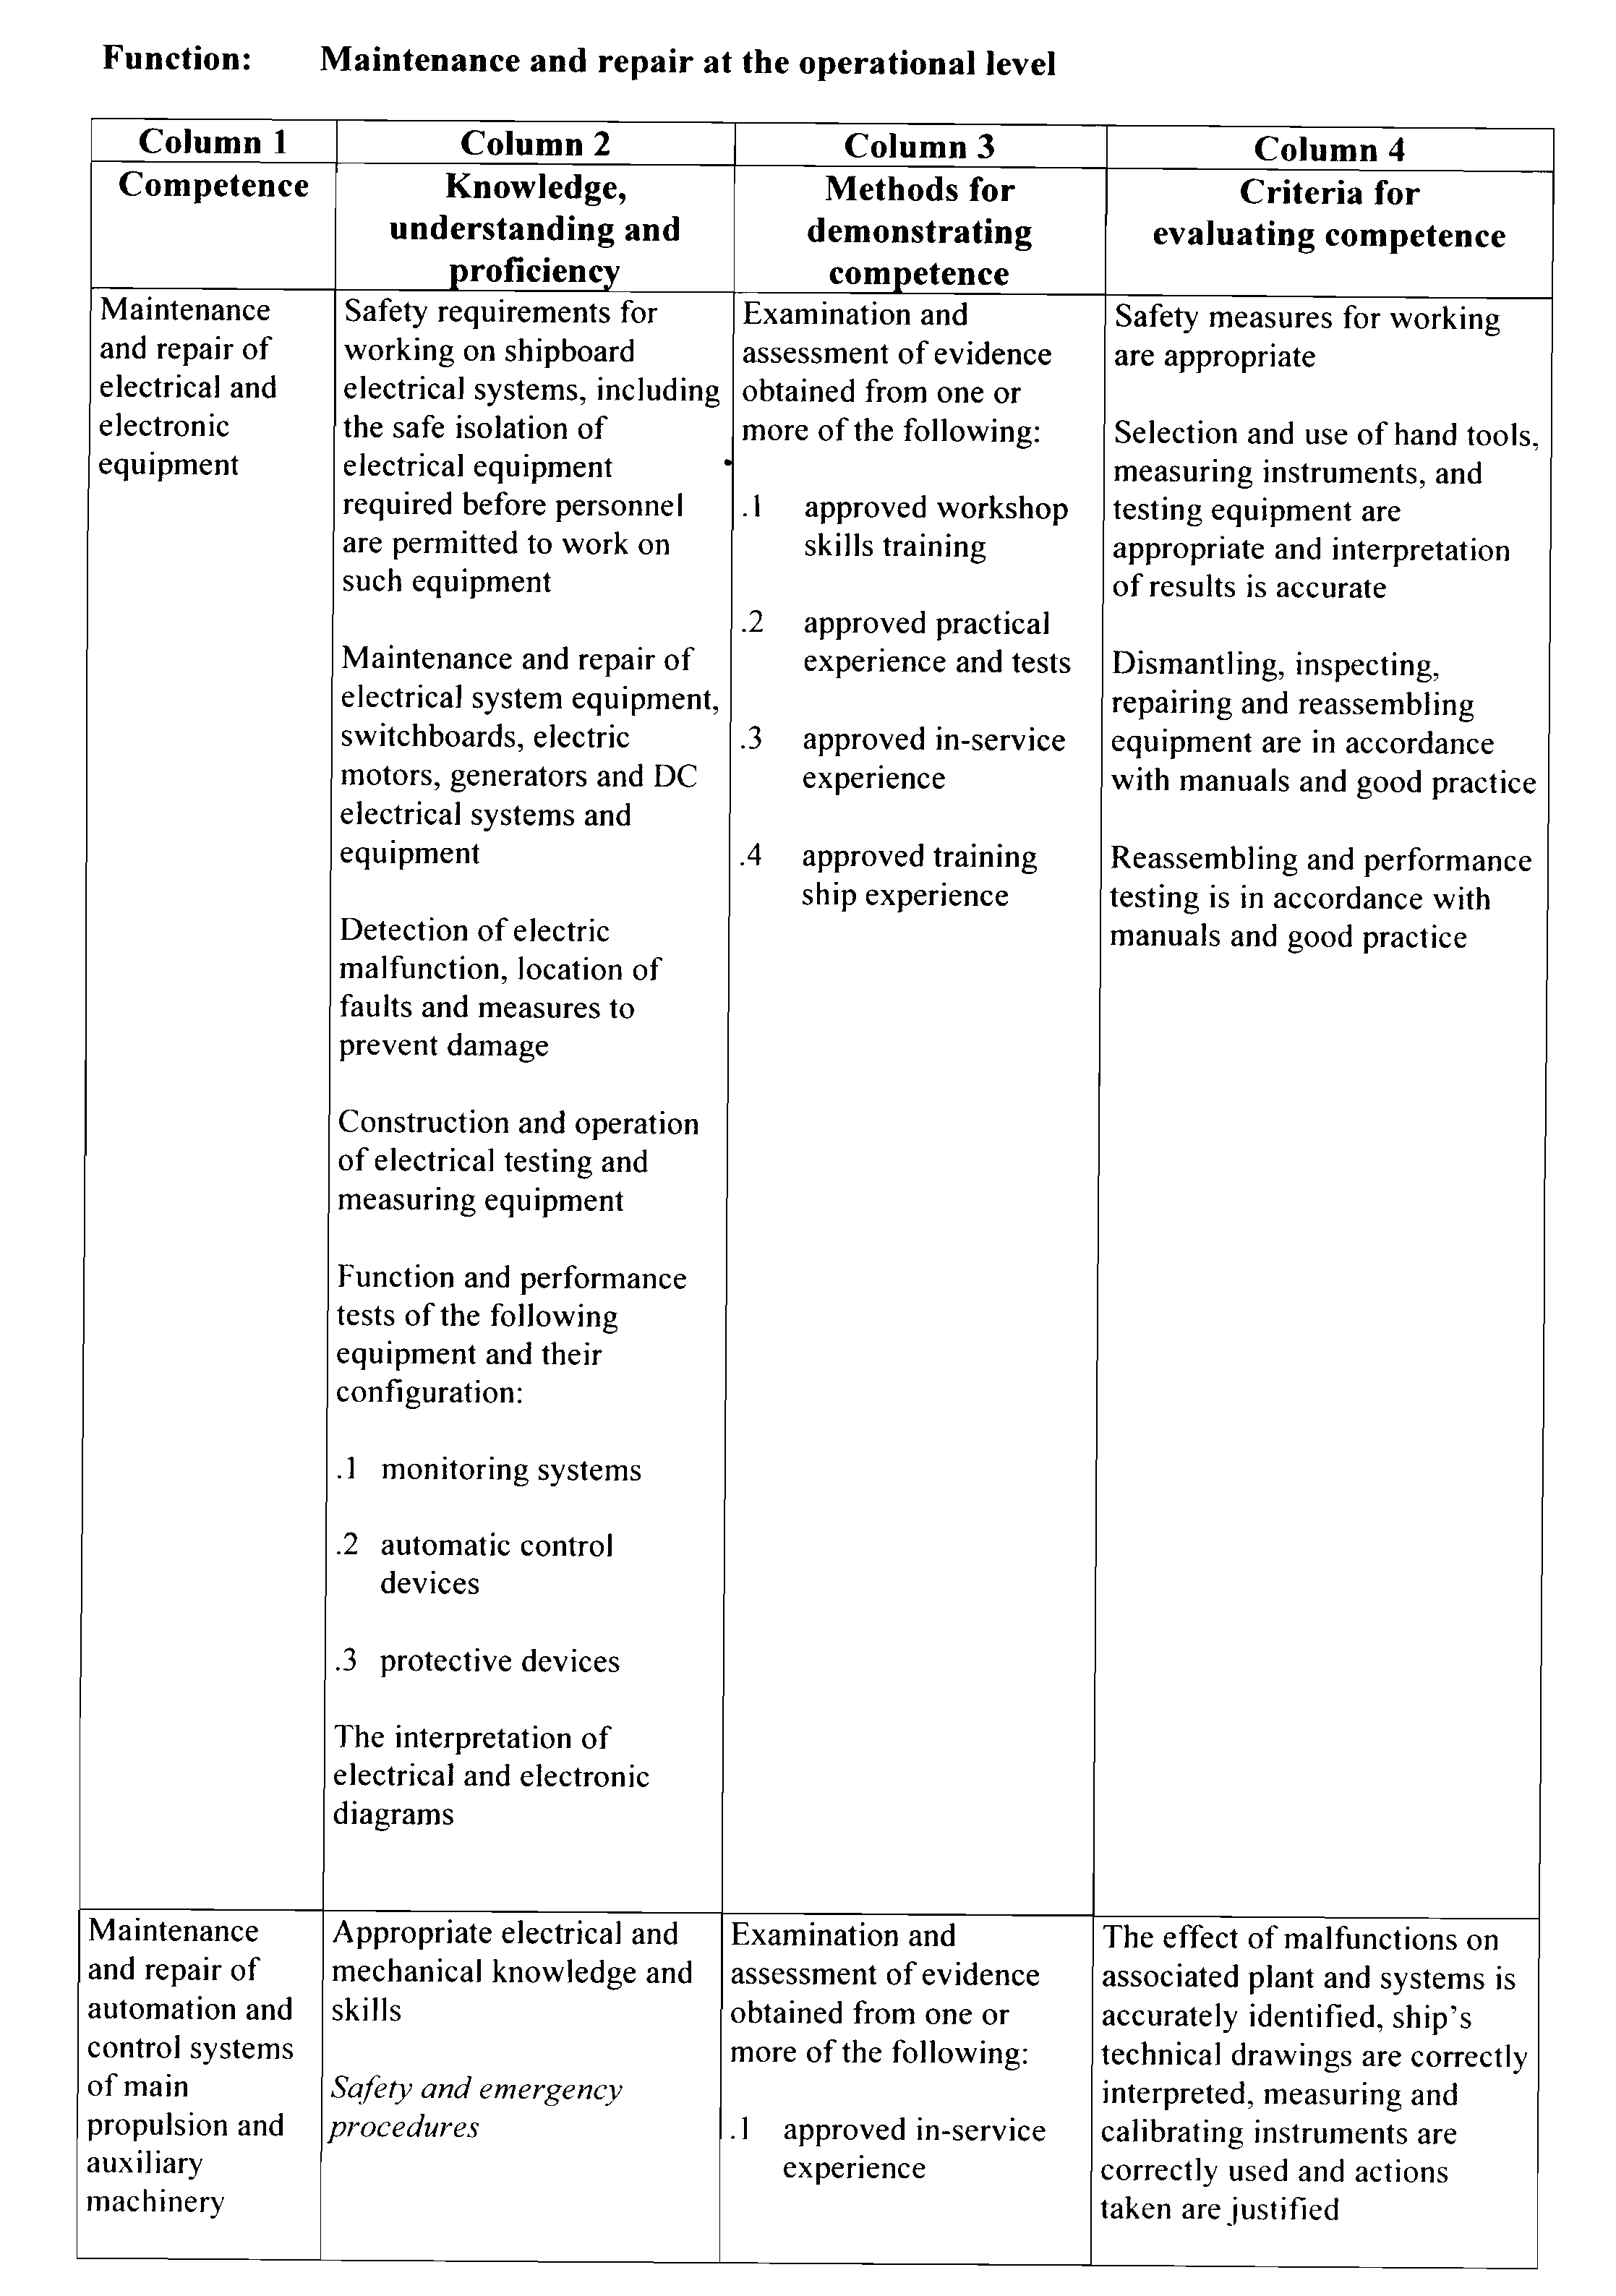 Function: Maintenance and repair at the operational level
Column 1
Column 2
Column 3
Column 4
Competence
Knowledge,
understanding and
proficiency
Methods for
demonstrating
competence
Criteria for
evaluating competence
Maintenance
and repair of
electrical and
electronic
equipment
Safety requirements for
working on shipboard
electrical systems, including
the safe isolation of
electrical equipment
required before personnel
are permitted to work on
such equipment
Maintenance and repair of
electrical system equipment,
switchboards, electric
motors, generators and DC
electrical systems and
equipment
Detection of electric
malfunction, location of
faults and measures to
prevent damage
Construction and operation
of electrical testing and
measuring equipment
Function and performance
tests of the following
equipment and their
configuration:
.1 monitoring systems
.2 automatic control
devices
.3 protective devices
The interpretation of
electrical and electronic
diagrams
Examination and
assessment of evidence
obtained from one or
more of the following:
.1 approved workshop
skills training
.2 approved practical
experience and tests
.3 approved in-service
experience
.4 approved training
ship experience
Safety measures for working
are appropriate
Selection and use of hand tools,
measuring instruments, and
testing equipment are
appropriate and interpretation
of results is accurate
Dismantling, inspecting,
repairing and reassembling
equipment are in accordance
with manuals and good practice
Reassembling and performance
testing is in accordance with
manuals and good practice
Maintenance
and repair of
automation and
control systems
of main
propulsion and
auxiliary
machinery
Appropriate electrical and
mechanical knowledge and
skills
Safety and emergency
procedures
Examination and
assessment of evidence
obtained from one or
more of the following:
.1 approved in-service
experience
The effect of malfunctions on
associated plant and systems is
accurately identified, ship's
technical drawings are correctly
interpreted, measuring and
calibrating instruments are
correctly used and actions
taken are justified